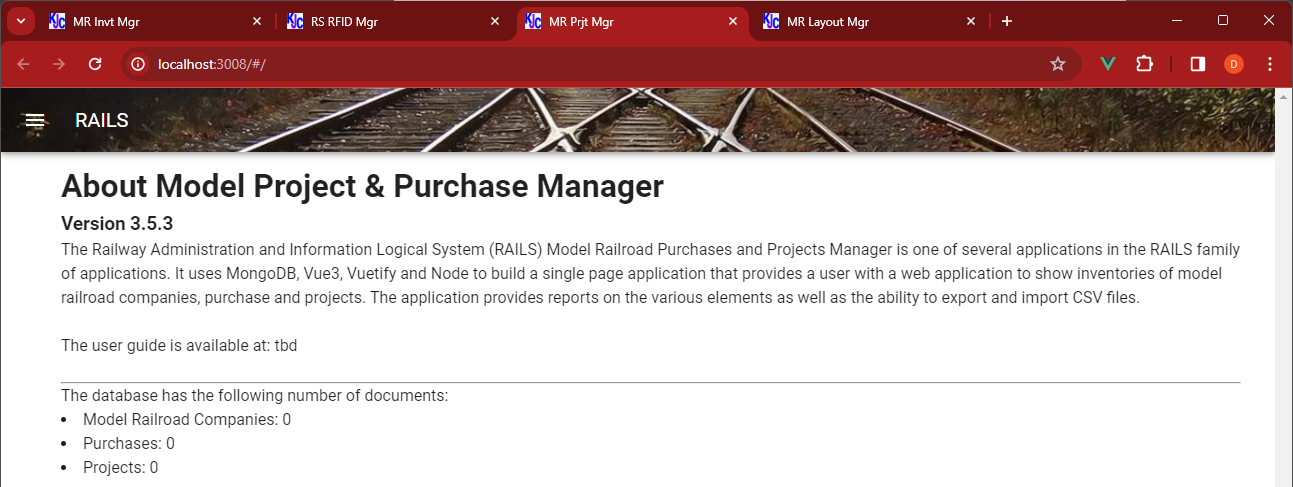 KJC MR Invt Mgr KJC RS RFID Mgr KJC MR Prjt Mgr KJC MR Layout Mgr
localhost:3008/#/ D
RAILS
About Model Project & Purchase Manager
Version 3.5.3
The Railway Administration and Information Logical System (RAILS) Model Railroad Purchases and Projects Manager is one of several applications in the RAILS family
of applications. It uses MongoDB, Vue3, Vuetify and Node to build a single page application that provides a user with a web application to show inventories of model
railroad companies, purchase and projects. The application provides reports on the various elements as well as the ability to export and import CSV files.
The user guide is available at: tbd
The database has the following number of documents:
• Model Railroad Companies: 0
• Purchases: 0
• Projects: 0